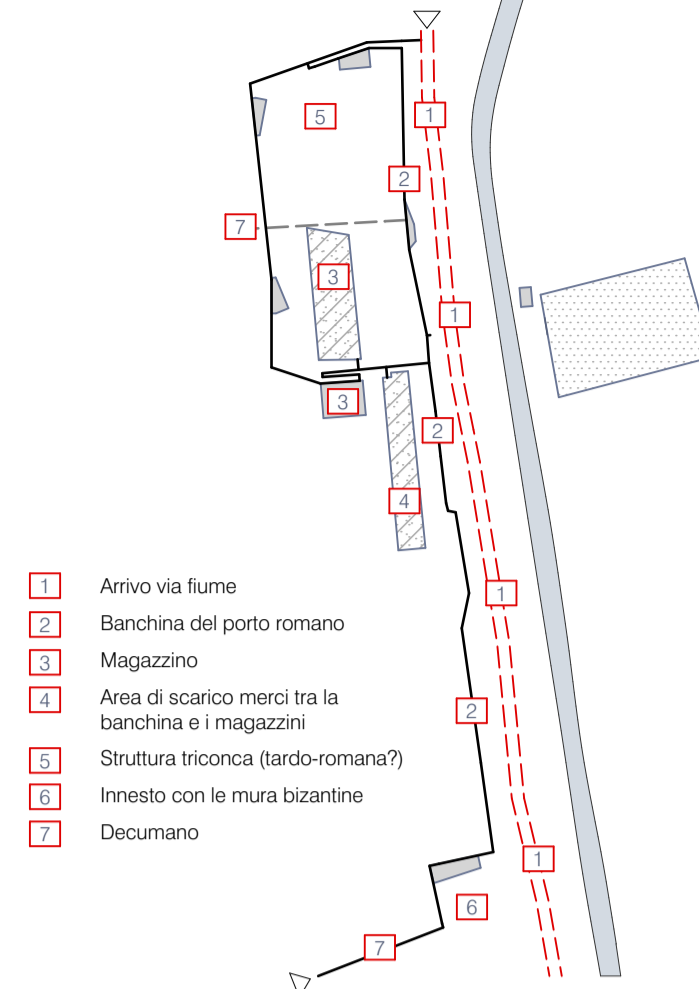 1
5
1
2
7
3
1
3
2
4
1
2
1
6
7
1 Arrivo via fiume
2 Banchina del porto romano
3 Magazzino
4 Area di scarico merci tra la
banchina e i magazzini
5 Struttura triconca (tardo-romana?)
6 Innesto con le mura bizantine
7 Decumano